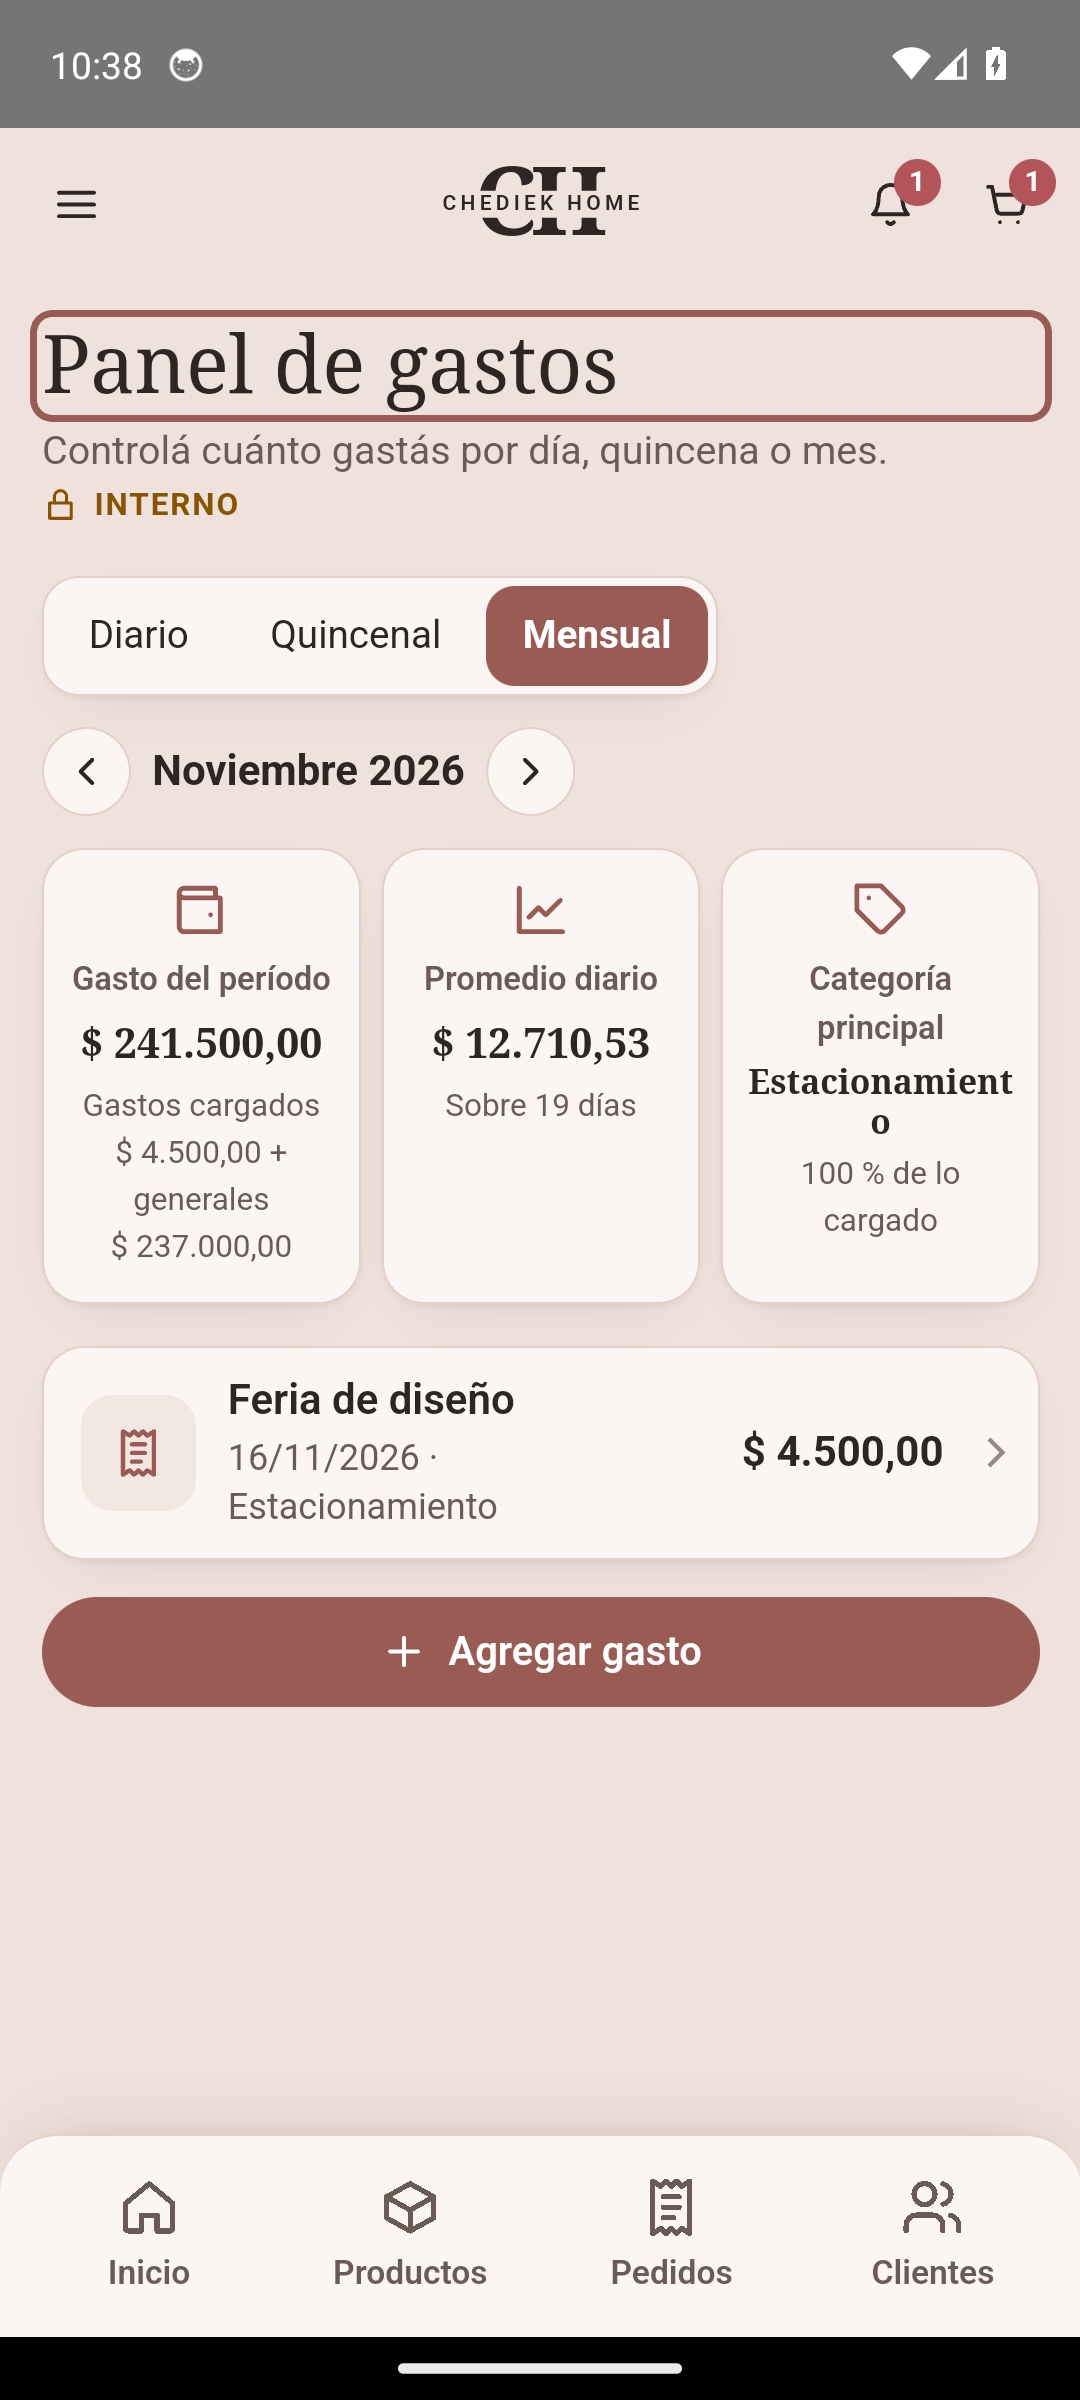 10:38
CH
CHEDIEK HOME
1
1
Panel de gastos
Controlá cuánto gastás por día, quincena o mes.
INTERNO
Diario
Quincenal
Mensual
Noviembre 2026
Gasto del período
$ 241.500,00
Gastos cargados
$ 4.500,00 +
generales
$ 237.000,00
Promedio diario
$ 12.710,53
Sobre 19 días
Categoría
principal
Estacionamient
o
100 % de lo
cargado
Feria de diseño
16/11/2026 ·
Estacionamiento
$ 4.500,00
Agregar gasto
Inicio
Productos
Pedidos
Clientes